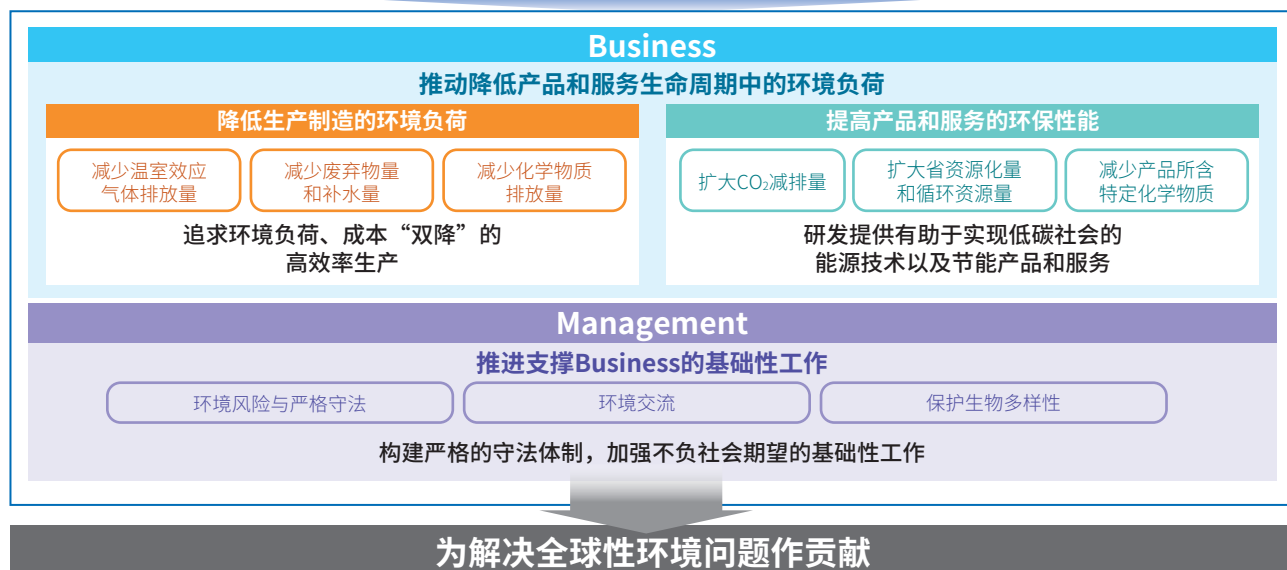 Business
推动降低产品和服务生命周期中的环境负荷
降低生产制造的环境负荷
减少温室效应
气体排放量
减少废弃物量
和补水量
减少化学物质
排放量
追求环境负荷、成本“双降”的
高效率生产
提高产品和服务的环保性能
扩大CO₂减排量
扩大省资源化量
和循环资源量
减少产品所含
特定化学物质
研发提供有助于实现低碳社会的
能源技术以及节能产品和服务
Management
推进支撑Business的基础性工作
环境风险与严格守法
环境交流
保护生物多样性
构建严格的守法体制，加强不负社会期望的基础性工作
为解决全球性环境问题作贡献